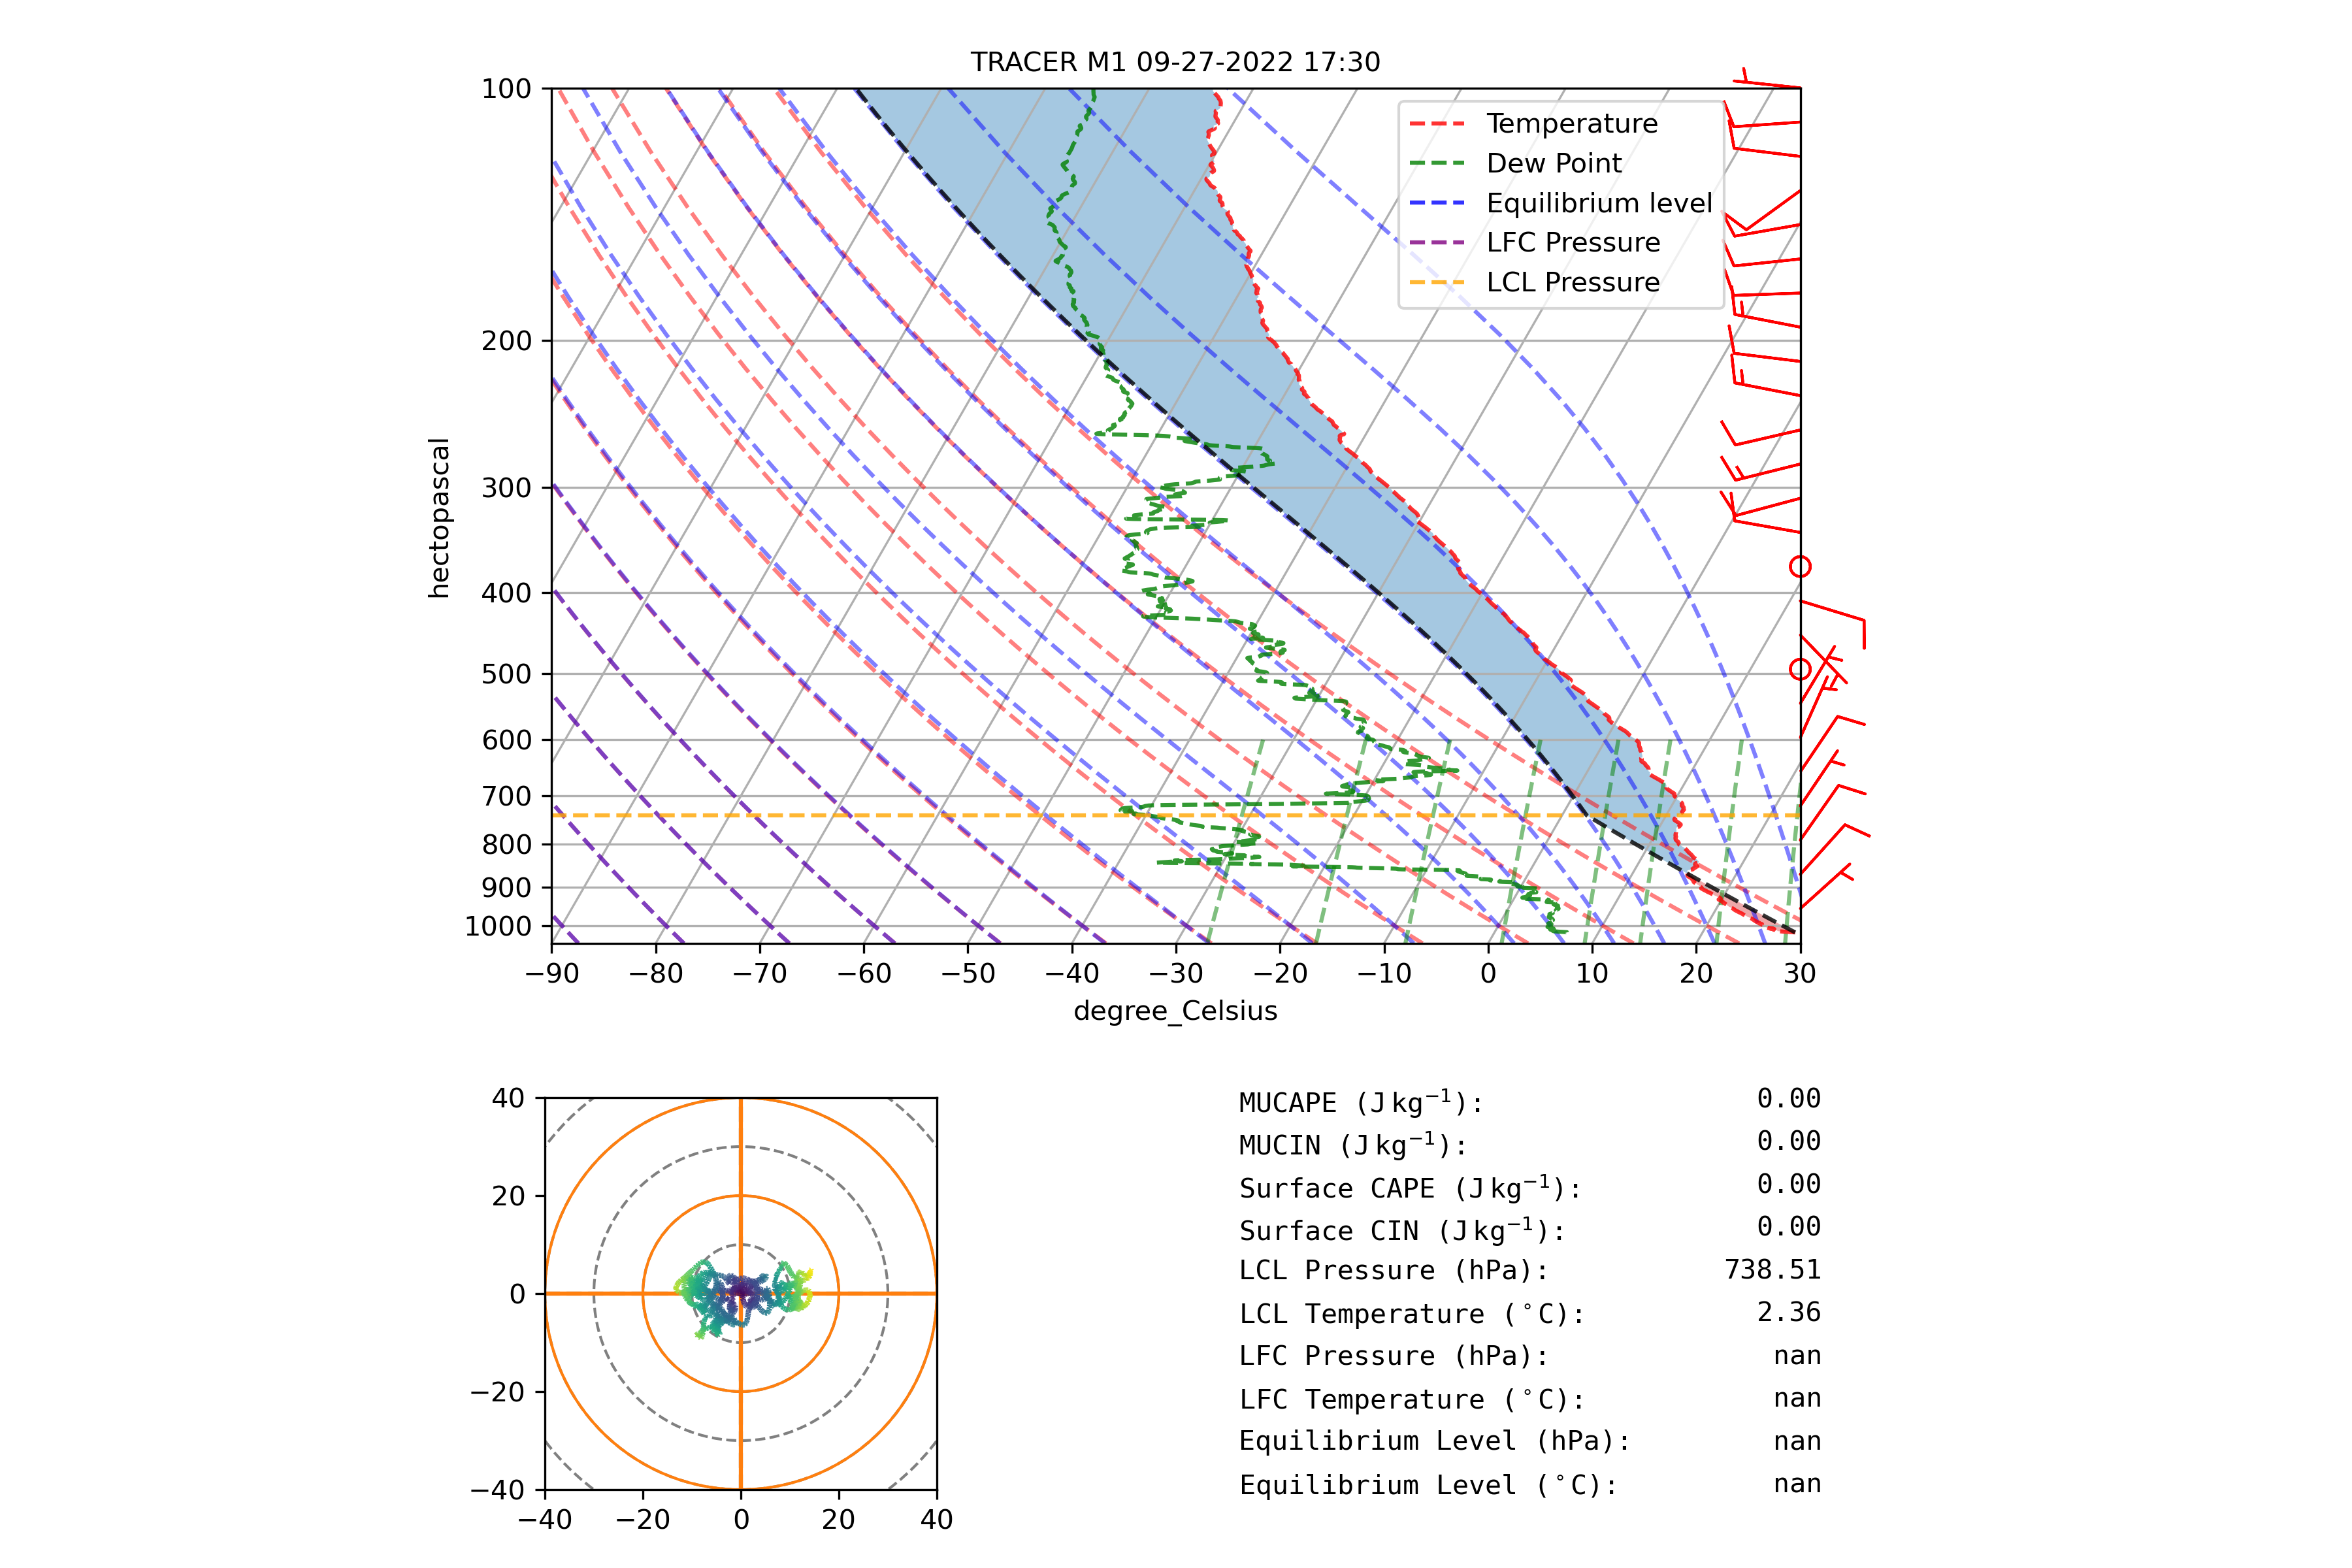 TRACER M1 09-27-2022 17:30
100
200
300
400
500
600
700
800
900
1000
hectopascal
Temperature
Dew Point
Equilibrium level
LFC Pressure
LCL Pressure
−90 −80 −70 −60 −50 −40 −30 −20 −10 0 10 20 30
degree_Celsius
40
20
0
−20
−40
−40 −20 0 20 40
MUCAPE (J kg⁻¹): 0.00
MUCIN (J kg⁻¹): 0.00
Surface CAPE (J kg⁻¹): 0.00
Surface CIN (J kg⁻¹): 0.00
LCL Pressure (hPa): 738.51
LCL Temperature (°C): 2.36
LFC Pressure (hPa): nan
LFC Temperature (°C): nan
Equilibrium Level (hPa): nan
Equilibrium Level (°C): nan